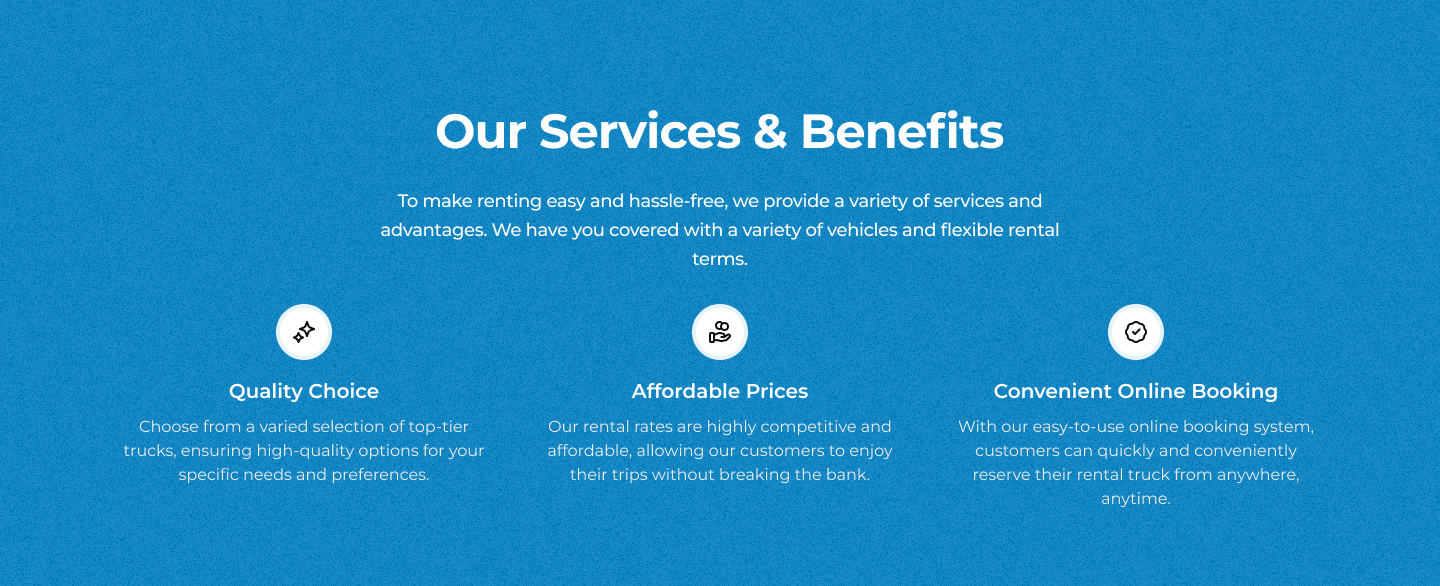 Our Services & Benefits
To make renting easy and hassle-free, we provide a variety of services and
advantages. We have you covered with a variety of vehicles and flexible rental
terms.
Quality Choice
Choose from a varied selection of top-tier
trucks, ensuring high-quality options for your
specific needs and preferences.
Affordable Prices
Our rental rates are highly competitive and
affordable, allowing our customers to enjoy
their trips without breaking the bank.
Convenient Online Booking
With our easy-to-use online booking system,
customers can quickly and conveniently
reserve their rental truck from anywhere,
anytime.